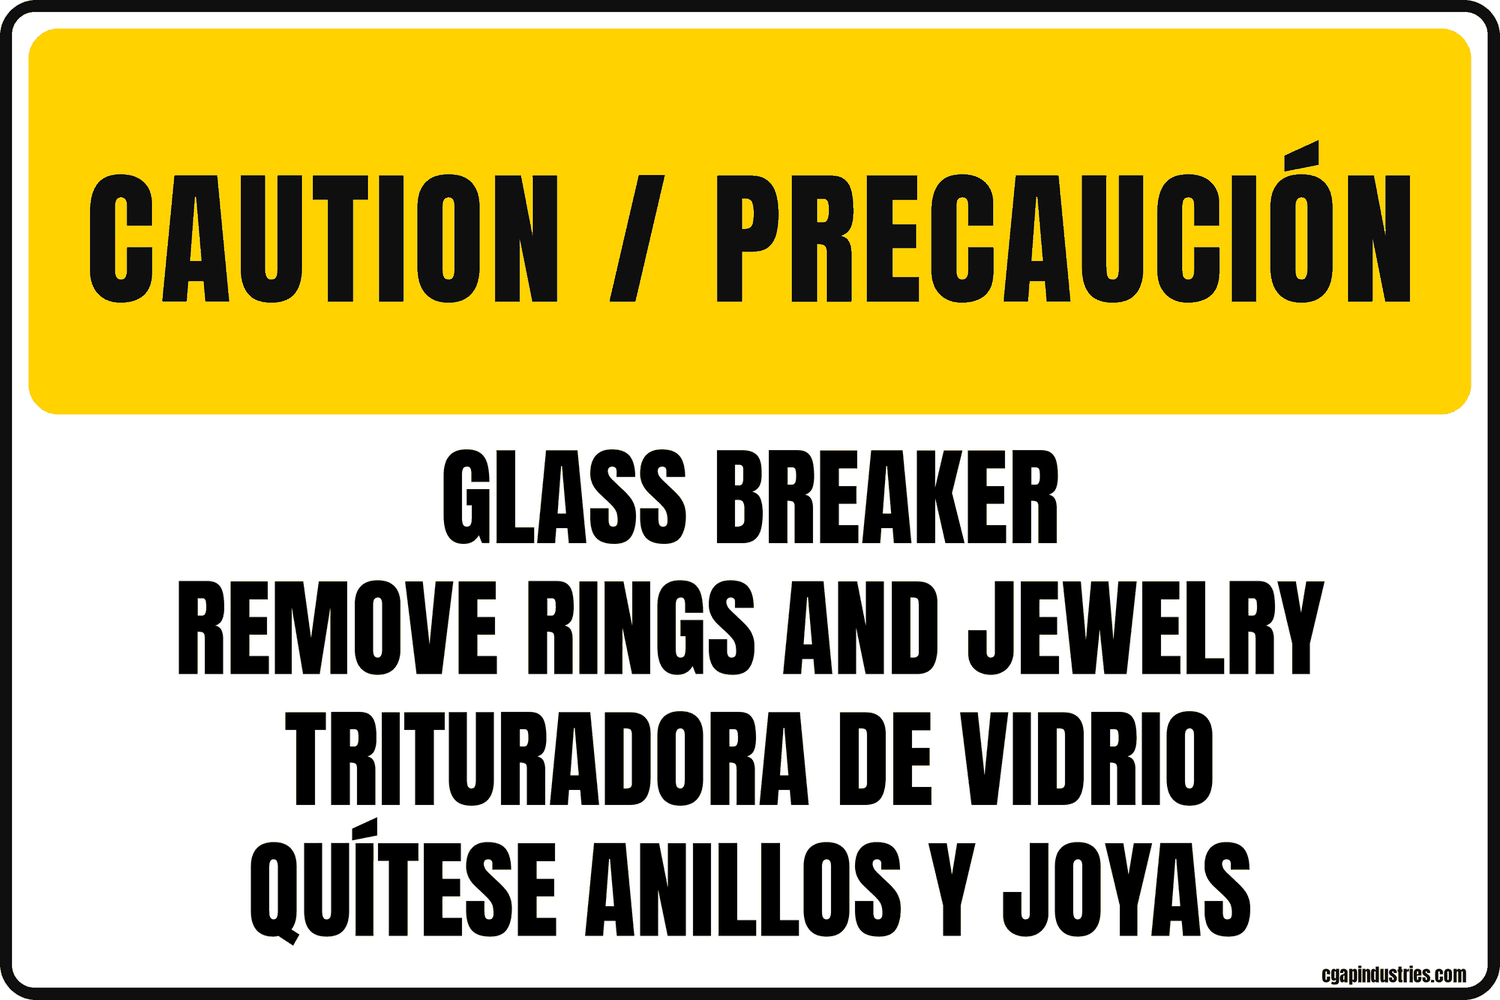 CAUTION / PRECAUCIÓN
GLASS BREAKER
REMOVE RINGS AND JEWELRY
TRITURADORA DE VIDRIO
QUÍTESE ANILLOS Y JOYAS
cgapindustries.com